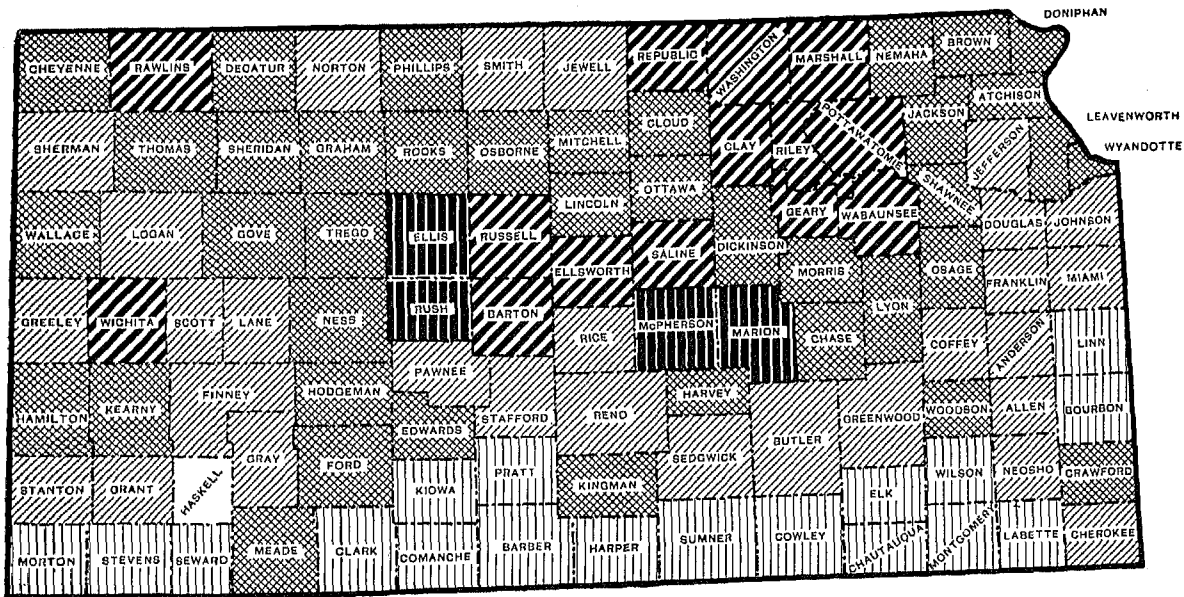 DONIPHAN
CHEYENNE RAWLINS DECATUR NORTON PHILLIPS SMITH JEWELL REPUBLIC WASHINGTON MARSHALL NEMAHA BROWN
ATCHISON
SHERMAN THOMAS SHERIDAN GRAHAM ROOKS OSBORNE MITCHELL CLOUD CLAY RILEY POTTAWATOMIE JACKSON JEFFERSON LEAVENWORTH
WYANDOTTE
OTTAWA LINCOLN GEARY WABAUNSEE SHAWNEE DOUGLAS JOHNSON
WALLACE LOGAN GOVE TREGO ELLIS RUSSELL ELLSWORTH SALINE DICKINSON MORRIS OSAGE FRANKLIN MIAMI
GREELEY WICHITA SCOTT LANE NESS RUSH BARTON RICE McPHERSON MARION CHASE LYON COFFEY ANDERSON LINN
PAWNEE
HAMILTON KEARNY FINNEY HODGEMAN EDWARDS STAFFORD RENO HARVEY BUTLER GREENWOOD WOODSON ALLEN BOURBON
STANTON GRANT HASKELL GRAY FORD KIOWA PRATT KINGMAN SEDGWICK ELK WILSON NEOSHO CRAWFORD
MORTON STEVENS SEWARD MEADE CLARK COMANCHE BARBER HARPER SUMNER COWLEY CHAUTAUQUA MONTGOMERY LABETTE CHEROKEE